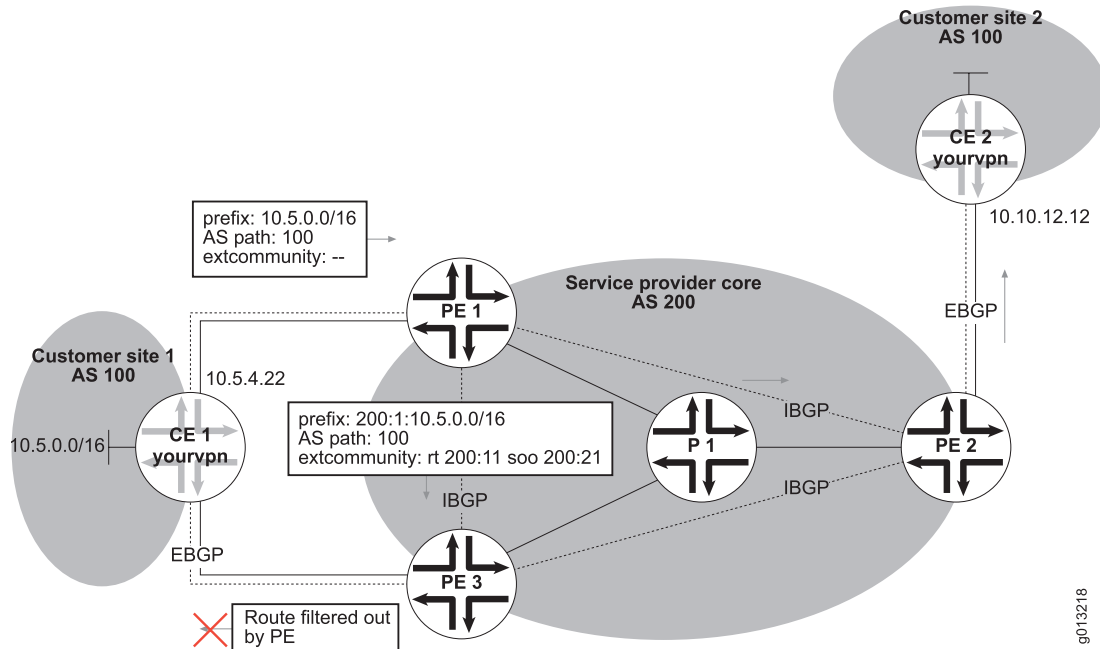 Customer site 2
AS 100
CE 2
yourvpn
10.10.12.12
prefix: 10.5.0.0/16
AS path: 100
extcommunity: --
Service provider core
AS 200
PE 1
EBGP
Customer site 1
AS 100
10.5.4.22
prefix: 200:1:10.5.0.0/16
AS path: 100
extcommunity: rt 200:11 soo 200:21
IBGP
10.5.0.0/16
CE 1
yourvpn
P 1
PE 2
IBGP
IBGP
EBGP
PE 3
Route filtered out
by PE
g013218